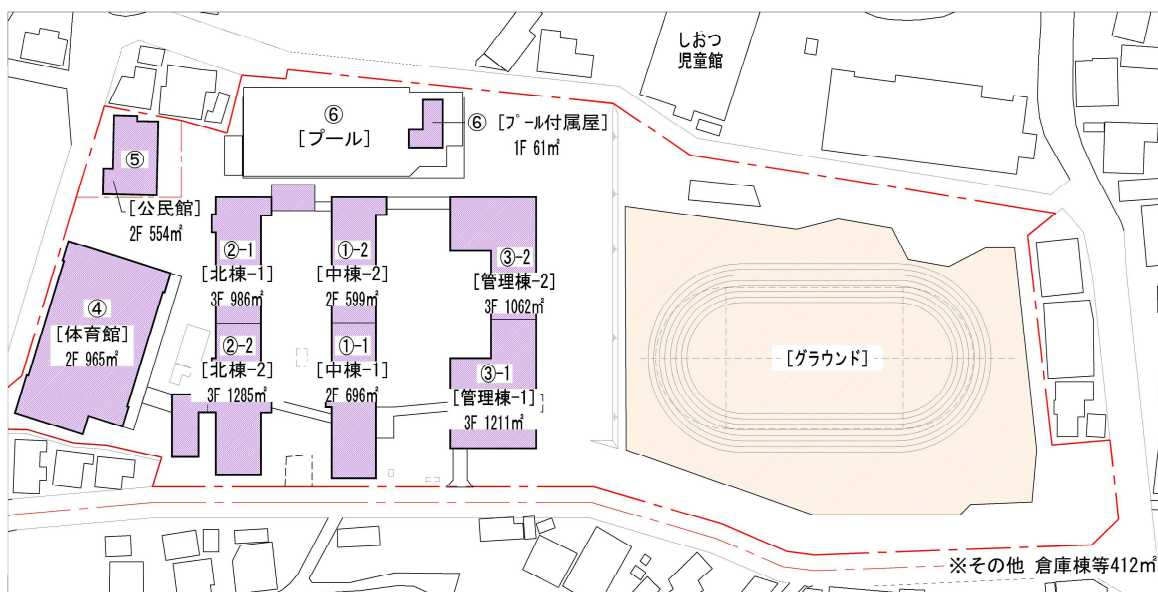 しおつ
児童館
⑥
[プール]
⑥ [プール付属屋]
1F 61㎡
⑤
[公民館]
2F 554㎡
②-1
[北棟-1]
3F 986㎡
①-2
[中棟-2]
2F 599㎡
③-2
[管理棟-2]
3F 1062㎡
④
[体育館]
2F 965㎡
②-2
[北棟-2]
3F 1285㎡
①-1
[中棟-1]
2F 696㎡
③-1
[管理棟-1]
3F 1211㎡
[グラウンド]
※その他 倉庫棟等412㎡